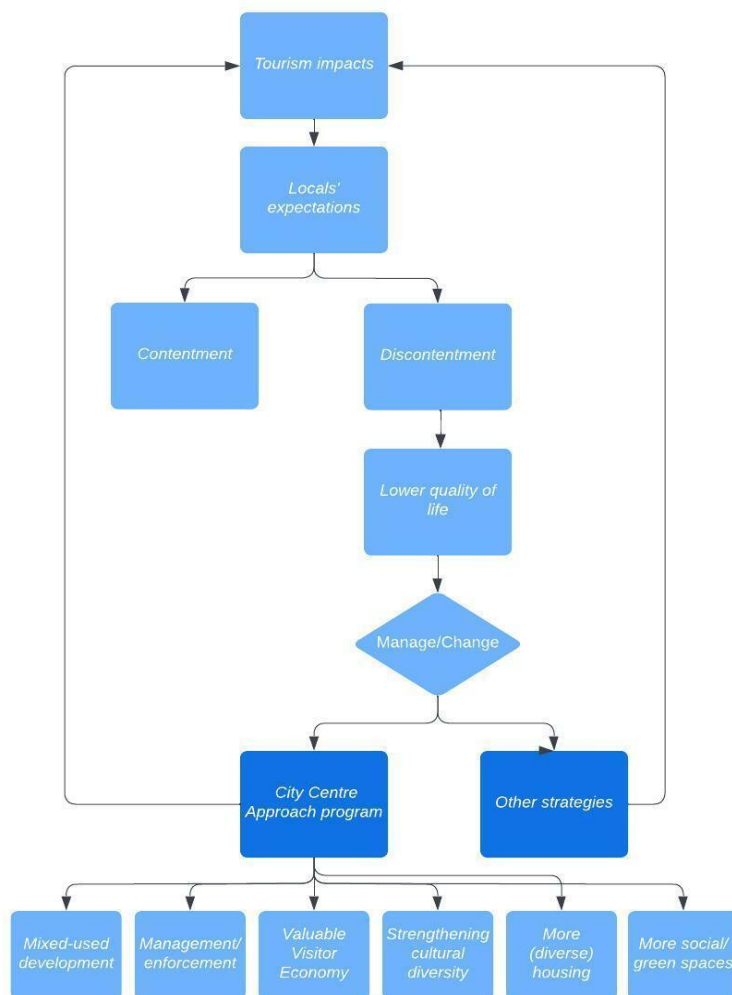 Tourism impacts
Locals'
expectations
Contentment
Discontentment
Lower quality of
life
Manage/Change
City Centre
Approach program
Other strategies
Mixed-used
development
Management/
enforcement
Valuable
Visitor
Economy
Strengthening
cultural
diversity
More
(diverse)
housing
More social/
green spaces